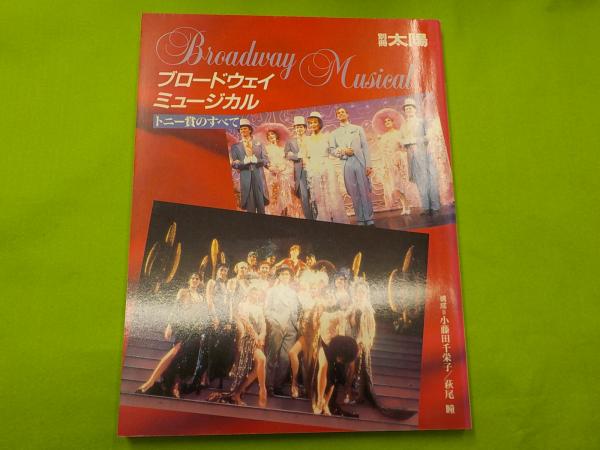 別冊太陽
Broadway
Musical
ブロードウェイ
ミュージカル
トニー賞のすべて
構成=小藤田千栄子/萩尾瞳